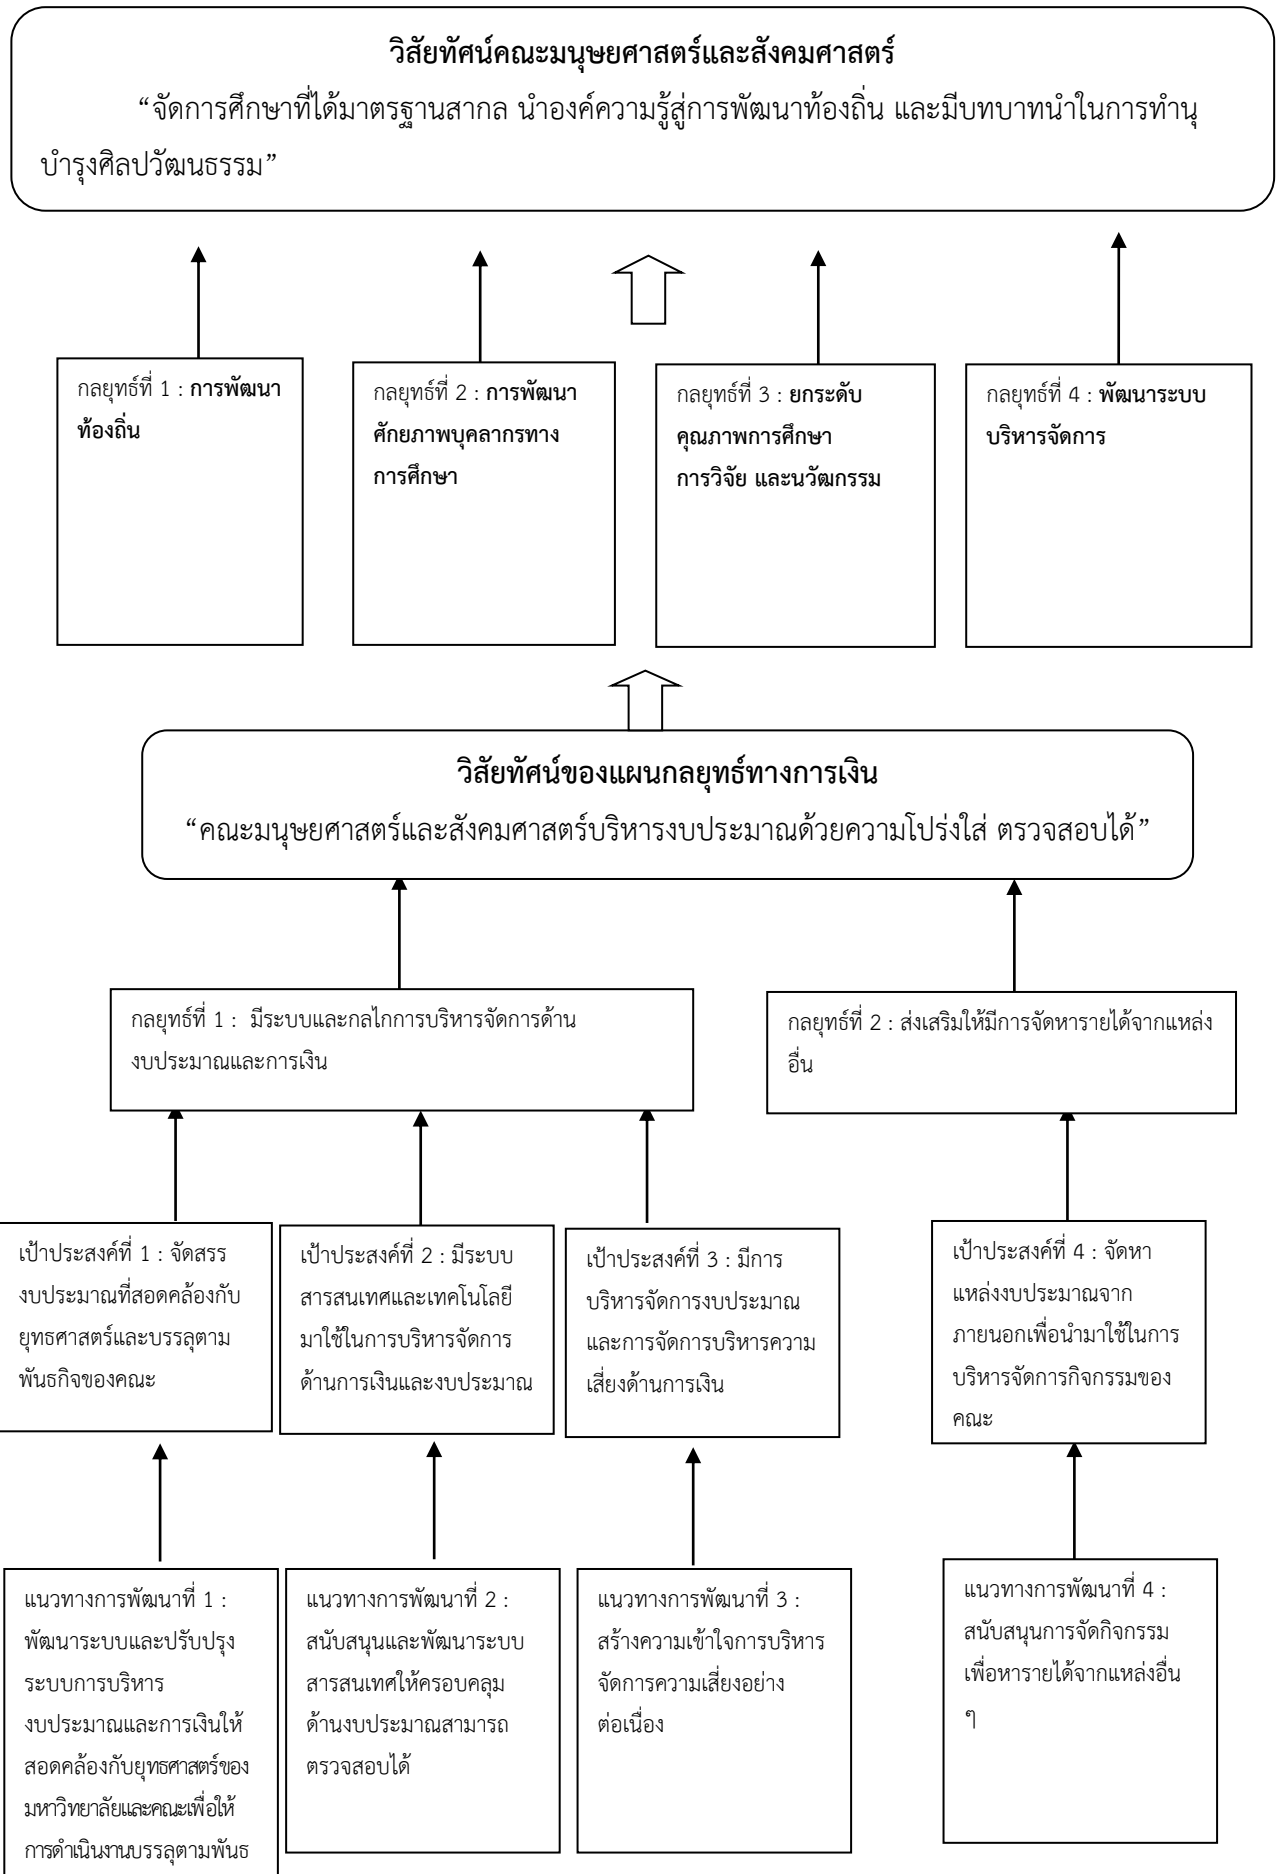 วิสัยทัศน์คณะมนุษยศาสตร์และสังคมศาสตร์
“จัดการศึกษาที่ได้มาตรฐานสากล นำองค์ความรู้สู่การพัฒนาท้องถิ่น และมีบทบาทนำในการทำนุ
บำรุงศิลปวัฒนธรรม”
กลยุทธ์ที่ 1 : การพัฒนา
ท้องถิ่น
กลยุทธ์ที่ 2 : การพัฒนา
ศักยภาพบุคลากรทาง
การศึกษา
กลยุทธ์ที่ 3 : ยกระดับ
คุณภาพการศึกษา
การวิจัย และนวัฒกรรม
กลยุทธ์ที่ 4 : พัฒนาระบบ
บริหารจัดการ
วิสัยทัศน์ของแผนกลยุทธ์ทางการเงิน
“คณะมนุษยศาสตร์และสังคมศาสตร์บริหารงบประมาณด้วยความโปร่งใส่ ตรวจสอบได้”
กลยุทธ์ที่ 1 : มีระบบและกลไกการบริหารจัดการด้าน
งบประมาณและการเงิน
กลยุทธ์ที่ 2 : ส่งเสริมให้มีการจัดหารายได้จากแหล่ง
อื่น
เป้าประสงค์ที่ 1 : จัดสรร
งบประมาณที่สอดคล้องกับ
ยุทธศาสตร์และบรรลุตาม
พันธกิจของคณะ
เป้าประสงค์ที่ 2 : มีระบบ
สารสนเทศและเทคโนโลยี
มาใช้ในการบริหารจัดการ
ด้านการเงินและงบประมาณ
เป้าประสงค์ที่ 3 : มีการ
บริหารจัดการงบประมาณ
และการจัดการบริหารความ
เสี่ยงด้านการเงิน
เป้าประสงค์ที่ 4 : จัดหา
แหล่งงบประมาณจาก
ภายนอกเพื่อนำมาใช้ในการ
บริหารจัดการกิจกรรมของ
คณะ
แนวทางการพัฒนาที่ 1 :
พัฒนาระบบและปรับปรุง
ระบบการบริหาร
งบประมาณและการเงินให้
สอดคล้องกับยุทธศาสตร์ของ
มหาวิทยาลัยและคณะเพื่อให้
การดำเนินงานบรรลุตามพันธ
แนวทางการพัฒนาที่ 2 :
สนับสนุนและพัฒนาระบบ
สารสนเทศให้ครอบคลุม
ด้านงบประมาณสามารถ
ตรวจสอบได้
แนวทางการพัฒนาที่ 3 :
สร้างความเข้าใจการบริหาร
จัดการความเสี่ยงอย่าง
ต่อเนื่อง
แนวทางการพัฒนาที่ 4 :
สนับสนุนการจัดกิจกรรม
เพื่อหารายได้จากแหล่งอื่น
ๆ